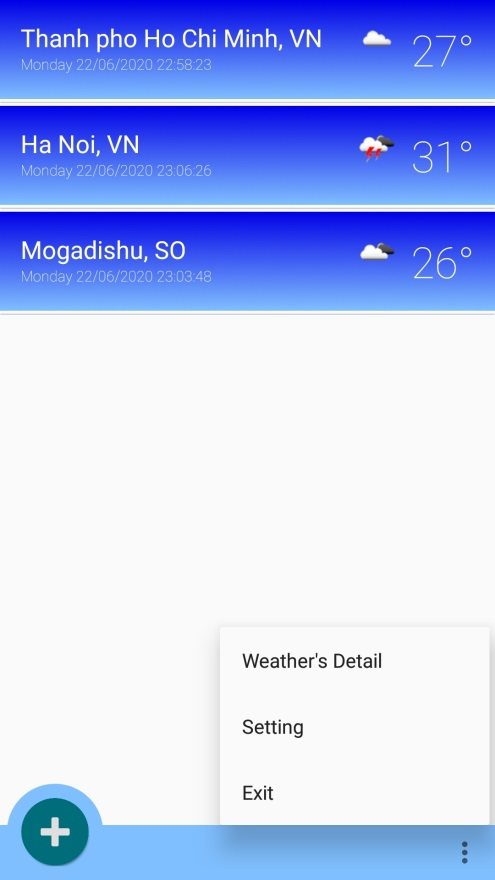 Thanh pho Ho Chi Minh, VN
Monday 22/06/2020 22:58:23
27°
Ha Noi, VN
Monday 22/06/2020 23:06:26
31°
Mogadishu, SO
Monday 22/06/2020 23:03:48
26°
Weather's Detail
Setting
Exit